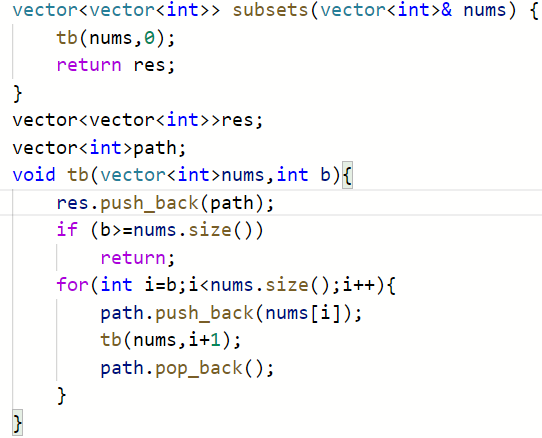 vector<vector<int>> subsets(vector<int>& nums) {
    tb(nums,0);
    return res;
}
vector<vector<int>>res;
vector<int>path;
void tb(vector<int>nums,int b){
    res.push_back(path);
    if (b>=nums.size())
        return;
    for(int i=b;i<nums.size();i++){
        path.push_back(nums[i]);
        tb(nums,i+1);
        path.pop_back();
    }
}